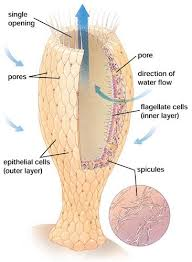 single
opening
pore
pores
direction of
water flow
flagellate cells
(inner layer)
epithelial cells
(outer layer)
spicules